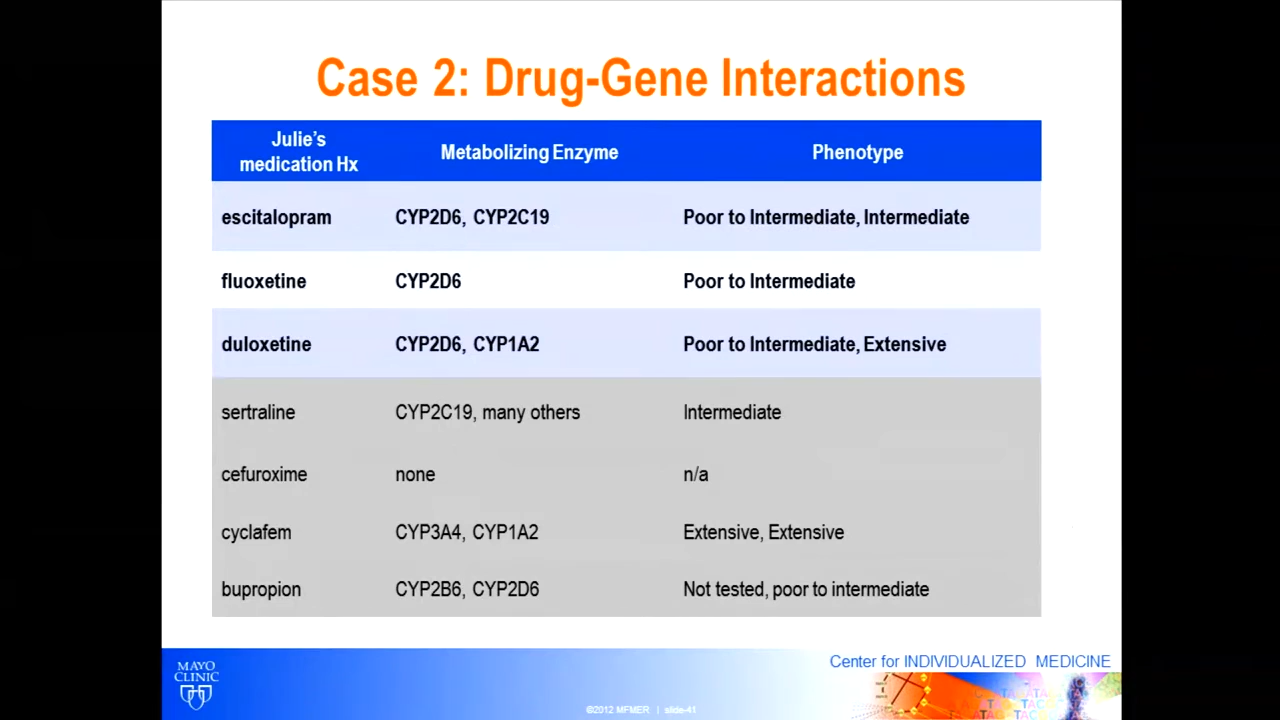 Case 2: Drug-Gene Interactions
Julie's
medication Hx
Metabolizing Enzyme
Phenotype
escitalopram
CYP2D6, CYP2C19
Poor to Intermediate, Intermediate
fluoxetine
CYP2D6
Poor to Intermediate
duloxetine
CYP2D6, CYP1A2
Poor to Intermediate, Extensive
sertraline
CYP2C19, many others
Intermediate
cefuroxime
none
n/a
cyclafem
CYP3A4, CYP1A2
Extensive, Extensive
bupropion
CYP2B6, CYP2D6
Not tested, poor to intermediate
MAYO
CLINIC
Center for INDIVIDUALIZED MEDICINE
©2012 MFMER | slide-41